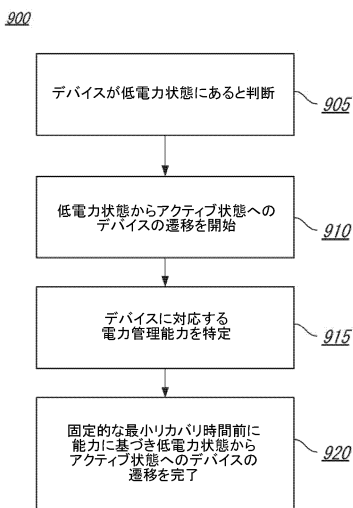 900
デバイスが低電力状態にあると判断
905
低電力状態からアクティブ状態への
デバイスの遷移を開始
910
デバイスに対応する
電力管理能力を特定
915
固定的な最小リカバリ時間前に
能力に基づき低電力状態から
アクティブ状態へのデバイスの
遷移を完了
920